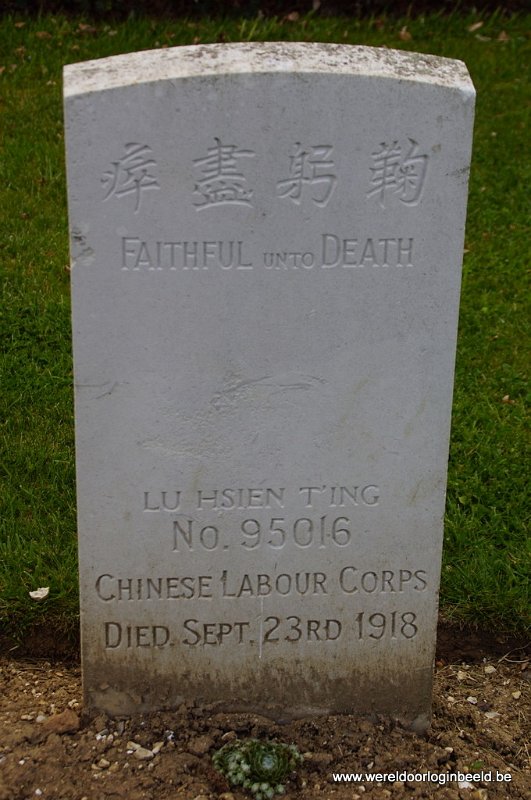 鞠躬盡瘁
FAITHFUL UNTO DEATH
LU HSIEN T'ING
NO. 95016
CHINESE LABOUR CORPS
DIED. SEPT. 23RD 1918
www.wereldoorloginbeeld.be